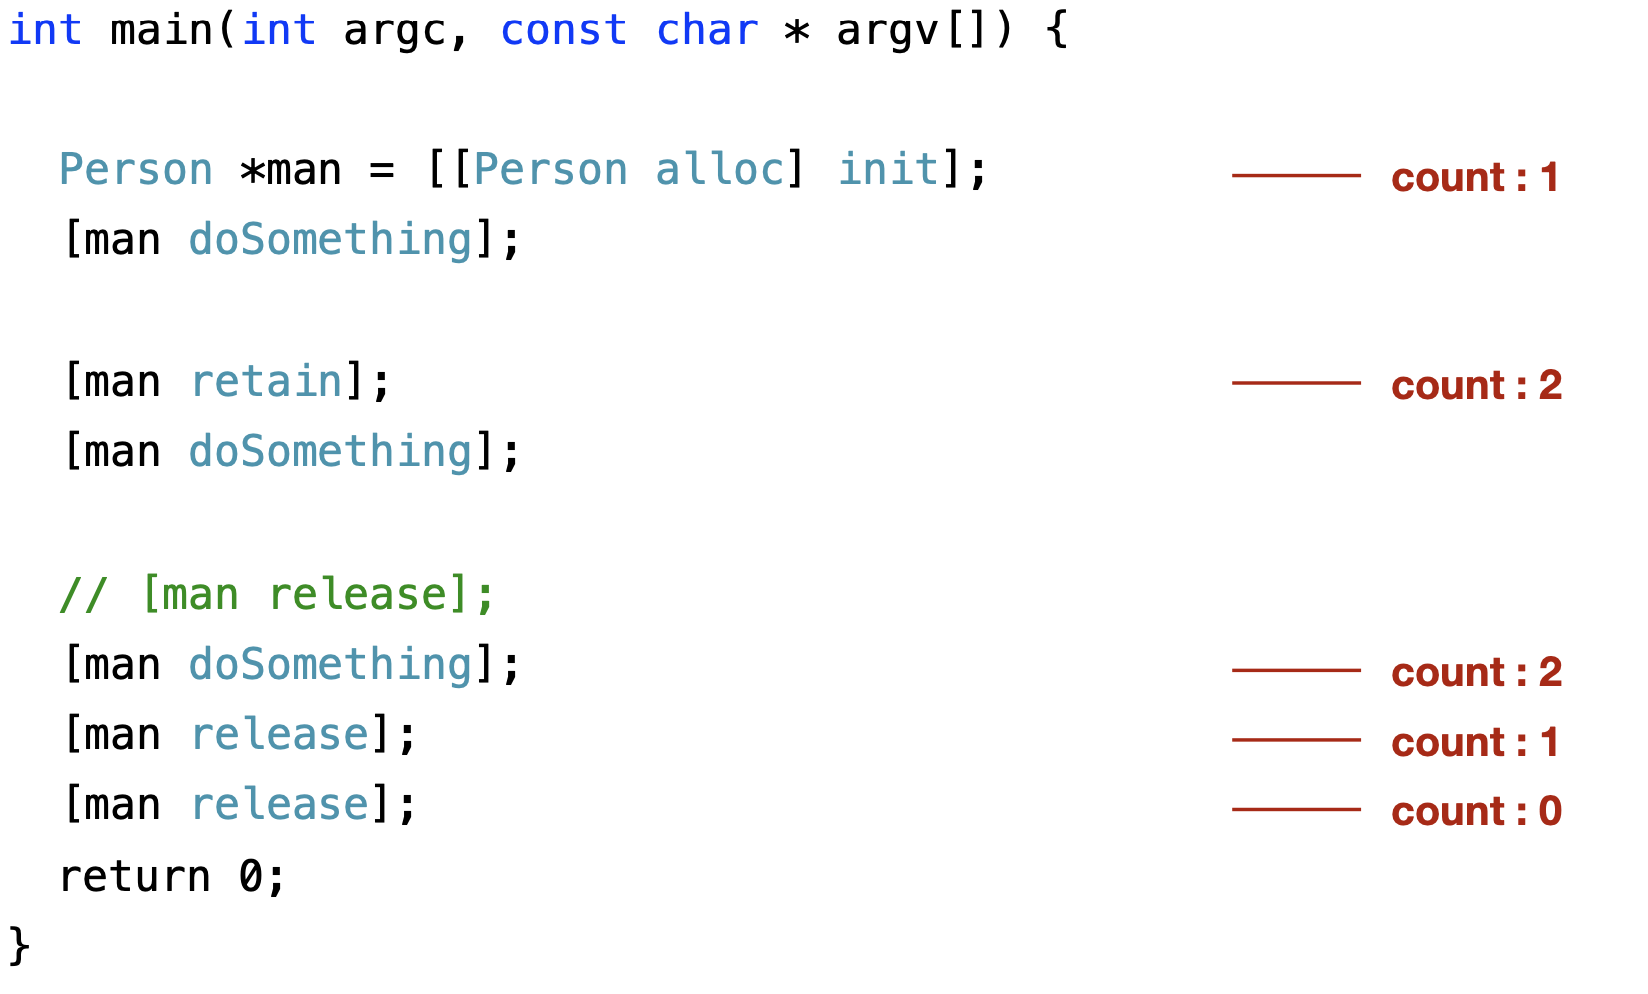 int main(int argc, const char * argv[]) {
Person *man = [[Person alloc] init]; count : 1
[man doSomething];
[man retain]; count : 2
[man doSomething];
// [man release];
[man doSomething]; count : 2
[man release]; count : 1
[man release]; count : 0
return 0;
}